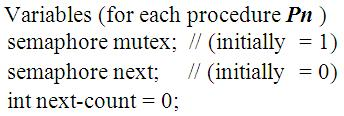 Variables (for each procedure Pn )
semaphore mutex; // (initially = 1)
semaphore next; // (initially = 0)
int next-count = 0;